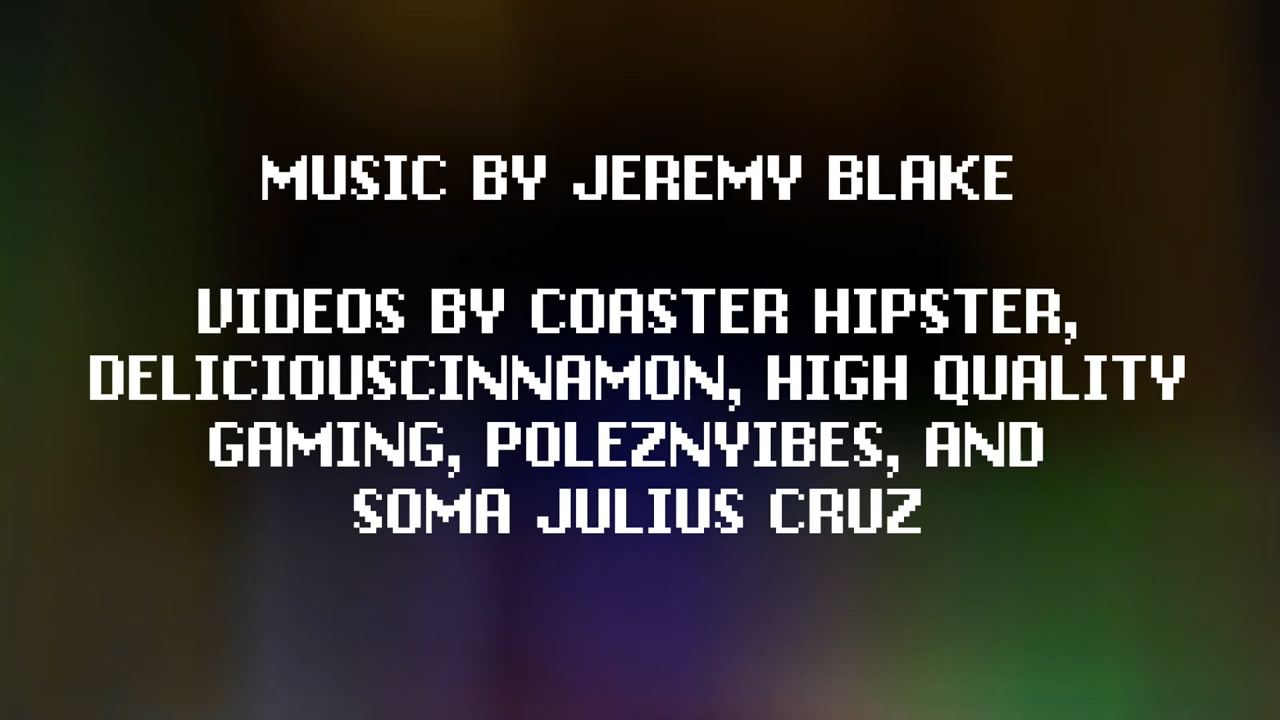 MUSIC BY JEREMY BLAKE
VIDEOS BY COASTER HIPSTER,
DELICIOUSCINNAMON, HIGH QUALITY
GAMING, POLEZNYIBES, AND
SOMA JULIUS CRUZ